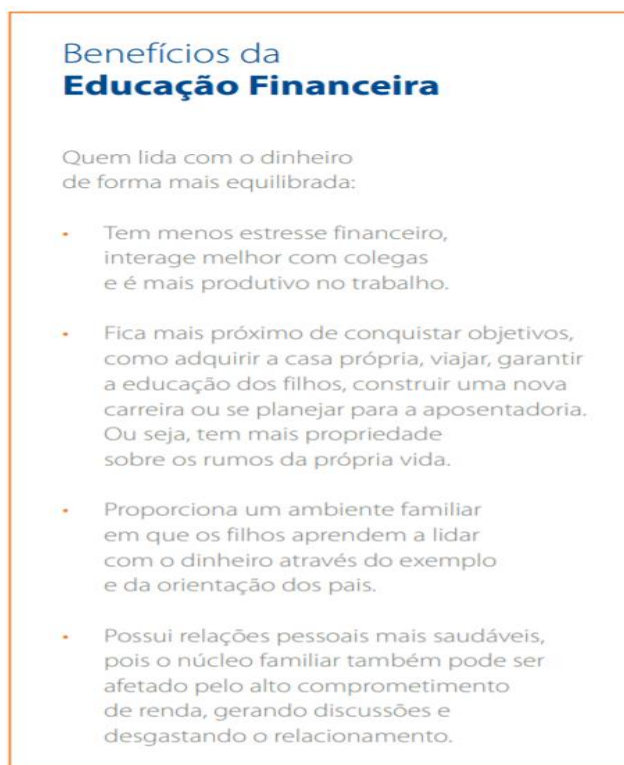 Benefícios da
Educação Financeira
Quem lida com o dinheiro
de forma mais equilibrada:
• Tem menos estresse financeiro,
interage melhor com colegas
e é mais produtivo no trabalho.
• Fica mais próximo de conquistar objetivos,
como adquirir a casa própria, viajar, garantir
a educação dos filhos, construir uma nova
carreira ou se planejar para a aposentadoria.
Ou seja, tem mais propriedade
sobre os rumos da própria vida.
• Proporciona um ambiente familiar
em que os filhos aprendem a lidar
com o dinheiro através do exemplo
e da orientação dos pais.
• Possui relações pessoais mais saudáveis,
pois o núcleo familiar também pode ser
afetado pelo alto comprometimento
de renda, gerando discussões e
desgastando o relacionamento.